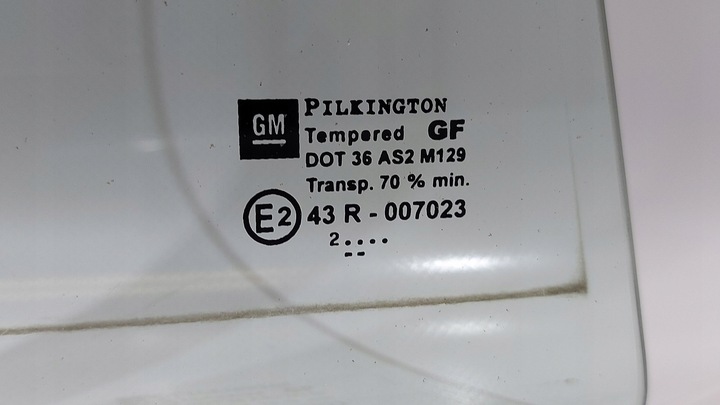 GM
PILKINGTON
Tempered GF
DOT 36 AS2 M129
Transp. 70 % min.
E2 43 R - 007023
2....
--